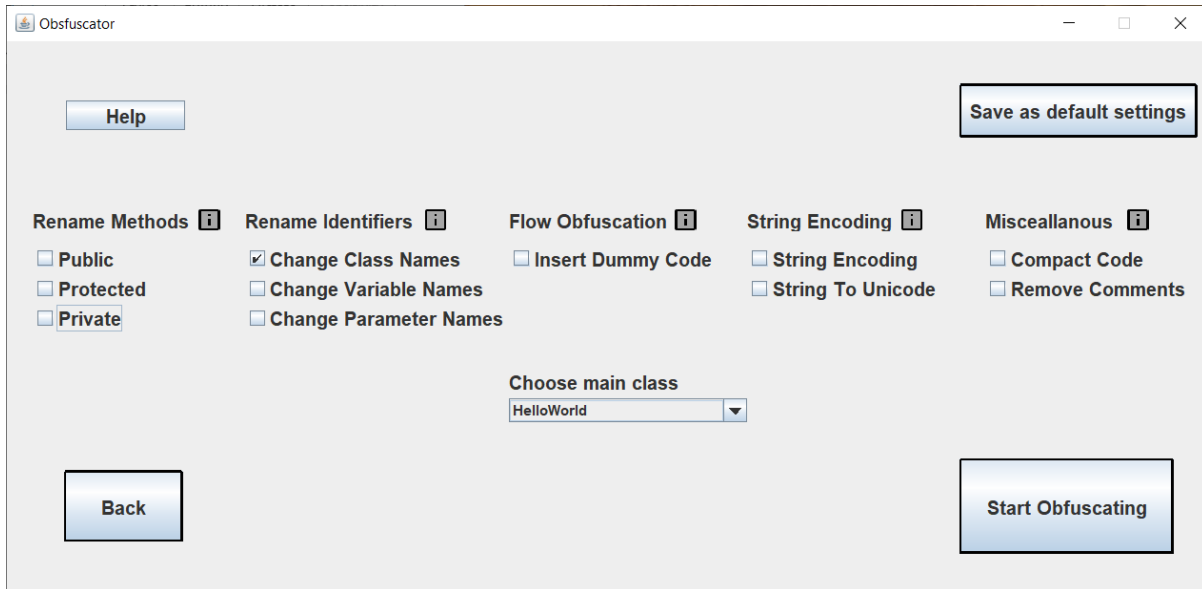 Obsfuscator
Help
Save as default settings
Rename Methods i
Public
Protected
Private
Rename Identifiers i
Change Class Names
Change Variable Names
Change Parameter Names
Flow Obfuscation i
Insert Dummy Code
String Encoding i
String Encoding
String To Unicode
Misceallanous i
Compact Code
Remove Comments
Choose main class
HelloWorld
Back
Start Obfuscating